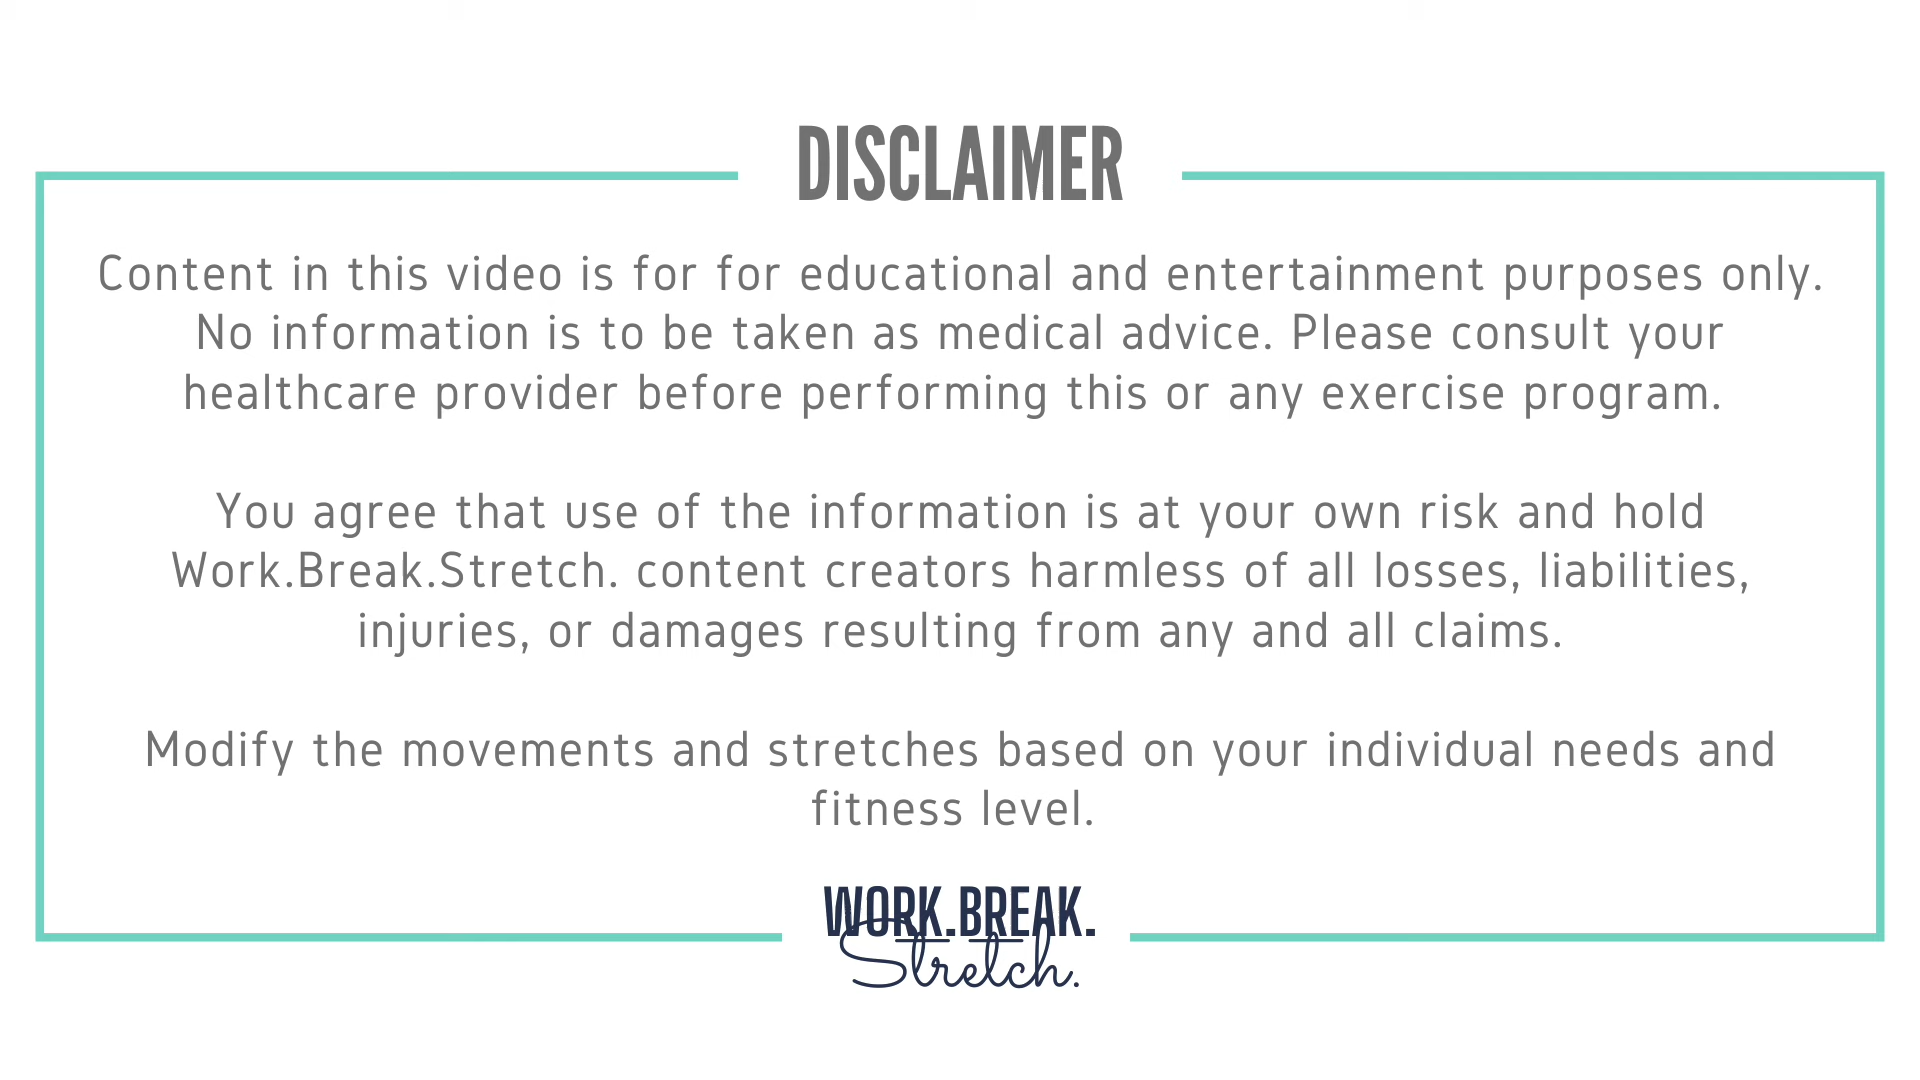 DISCLAIMER
Content in this video is for for educational and entertainment purposes only.
No information is to be taken as medical advice. Please consult your
healthcare provider before performing this or any exercise program.
You agree that use of the information is at your own risk and hold
Work.Break.Stretch. content creators harmless of all losses, liabilities,
injuries, or damages resulting from any and all claims.
Modify the movements and stretches based on your individual needs and
fitness level.
WORK.BREAK.
Stretch.